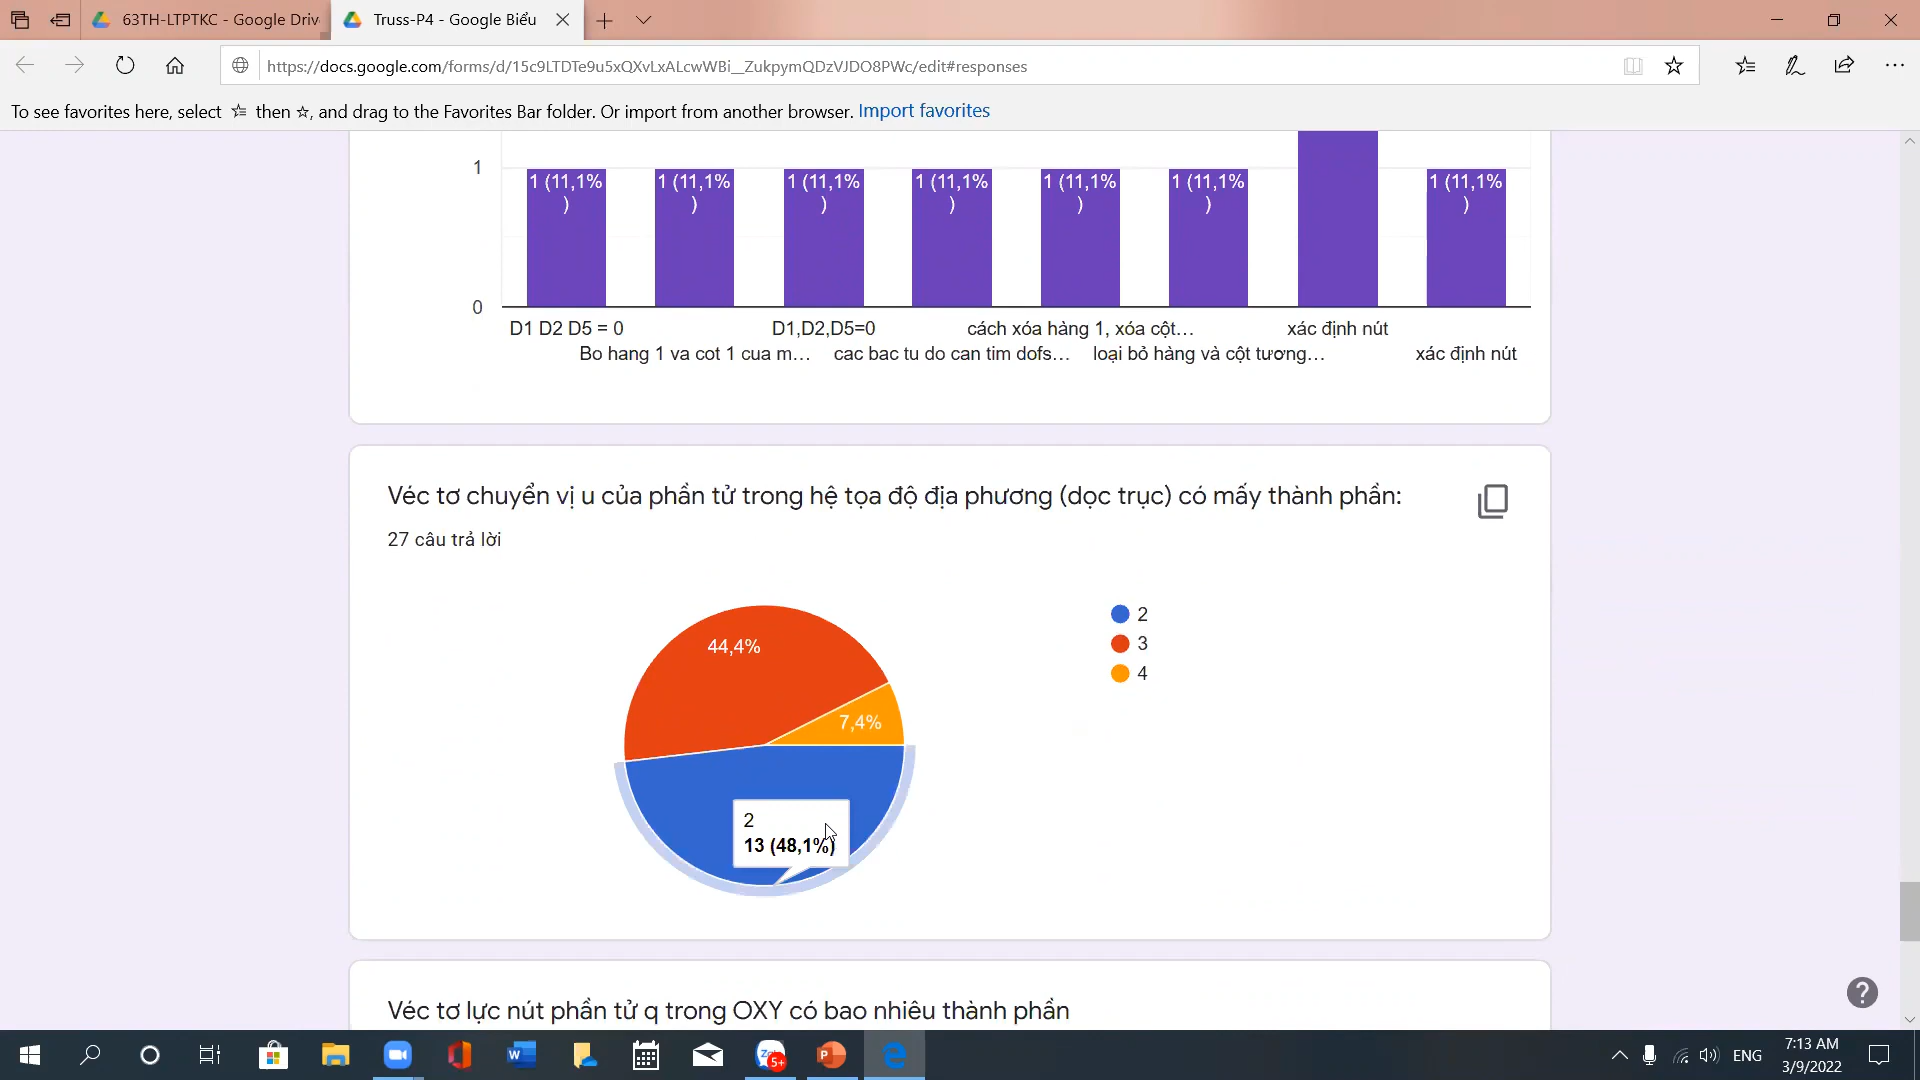 63TH-LTPTKC - Google Driv
Truss-P4 - Google Biểu
https://docs.google.com/forms/d/15c9LTDTe9u5xQXvLxALcwWBi__ZukpymQDzVJDO8PWc/edit#responses
To see favorites here, select then ☆, and drag to the Favorites Bar folder. Or import from another browser. Import favorites
1
1 (11,1%
)
1 (11,1%
)
1 (11,1%
)
1 (11,1%
)
1 (11,1%
)
1 (11,1%
)
1 (11,1%
)
0
D1 D2 D5 = 0
D1,D2,D5=0
cách xóa hàng 1, xóa cột...
xác định nút
Bo hang 1 va cot 1 cua m...
cac bac tu do can tim dofs...
loại bỏ hàng và cột tương...
xác định nút
Véc tơ chuyển vị u của phần tử trong hệ tọa độ địa phương (dọc trục) có mấy thành phần:
27 câu trả lời
2
3
4
44,4%
7,4%
2
13 (48,1%)
Véc tơ lực nút phần tử q trong OXY có bao nhiêu thành phần
5+
ENG
7:13 AM
3/9/2022